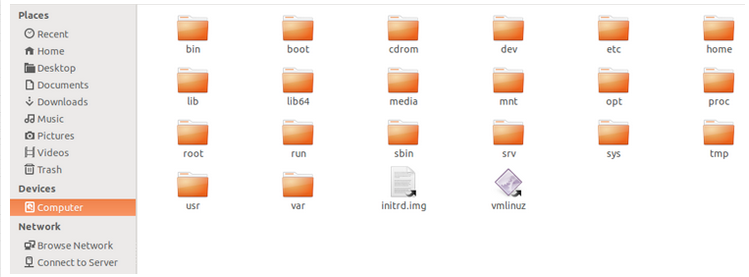 Places
Recent
Home
Desktop
Documents
Downloads
Music
Pictures
Videos
Trash
Devices
Computer
Network
Browse Network
Connect to Server
bin boot cdrom dev etc home
lib lib64 media mnt opt proc
root run sbin srv sys tmp
usr var initrd.img vmlinuz